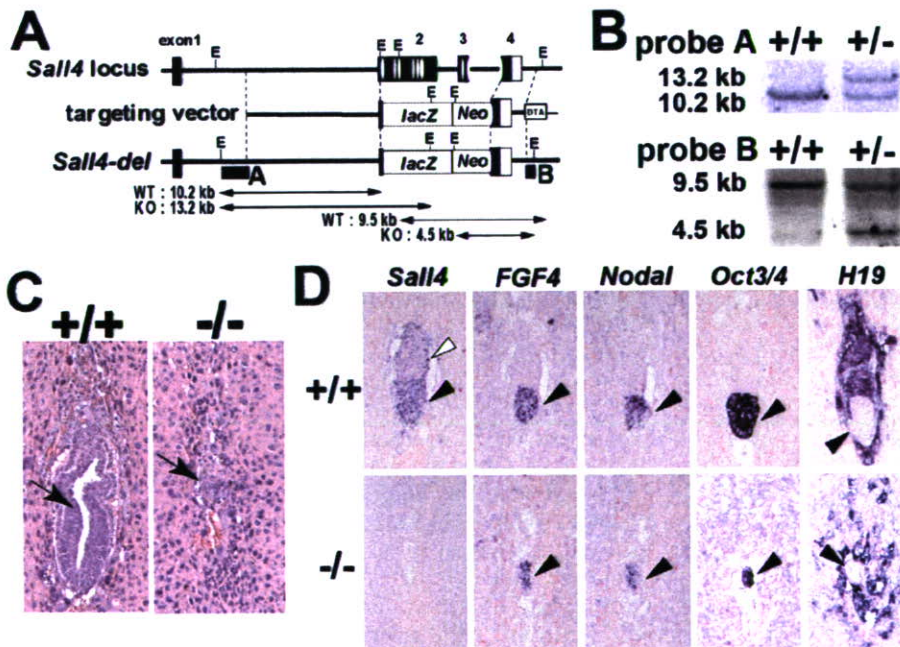 A
exon1
E
E
E
2
3
4
E
Sall4 locus
targeting vector
E
E
lacZ
Neo
DTA
Sall4-del
E
E
E
E
lacZ
Neo
A
B
WT : 10.2 kb
KO : 13.2 kb
WT : 9.5 kb
KO : 4.5 kb
B
probe A
+/+
+/-
13.2 kb
10.2 kb
probe B
+/+
+/-
9.5 kb
4.5 kb
C
+/+
-/-
D
Sall4 FGF4 Nodal Oct3/4 H19
+/+
-/-